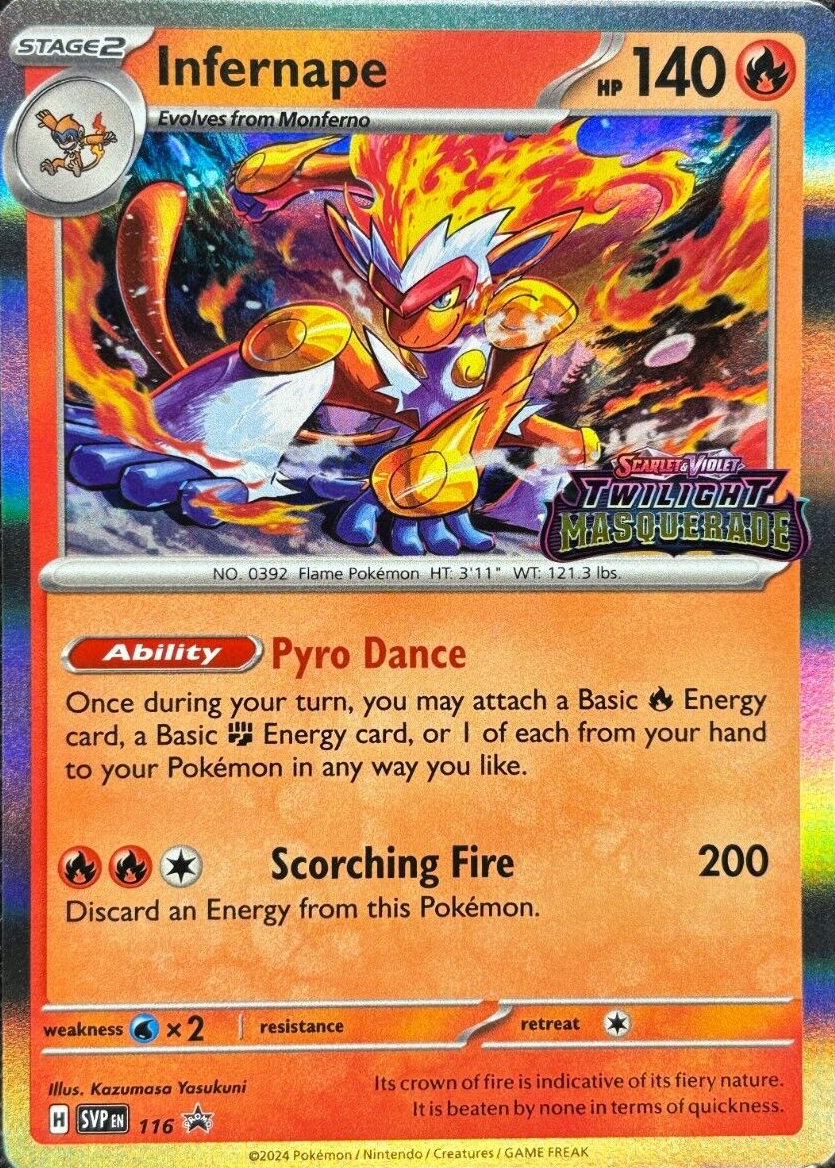 STAGE2
Infernape
HP 140
Evolves from Monferno
SCARLET & VIOLET
TWILIGHT
MASQUERADE
NO. 0392 Flame Pokémon HT: 3'11" WT: 121.3 lbs.
Ability Pyro Dance
Once during your turn, you may attach a Basic Energy
card, a Basic Energy card, or 1 of each from your hand
to your Pokémon in any way you like.
Scorching Fire 200
Discard an Energy from this Pokémon.
weakness ×2 resistance retreat
Illus. Kazumasa Yasukuni
Its crown of fire is indicative of its fiery nature.
It is beaten by none in terms of quickness.
H SVP EN 116 PROMO
©2024 Pokémon / Nintendo / Creatures / GAME FREAK